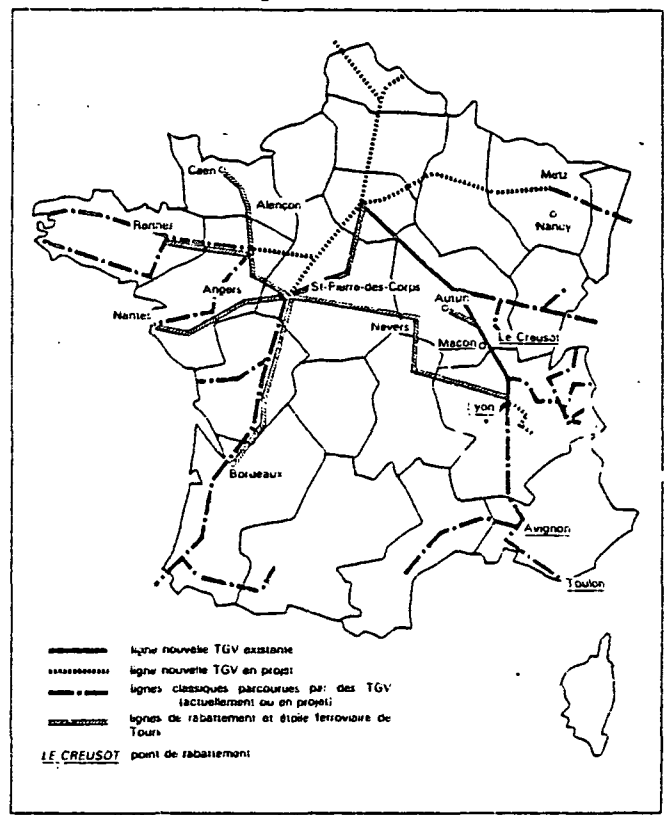 Caen
Alençon
Metz
Nancy
Rennes
Angers
St-Pierre-des-Corps
Autun
Nantes
Nevers
Macon
Le Creusot
Lyon
Bordeaux
Avignon
Toulon
ligne nouvelle TGV existante
ligne nouvelle TGV en projet
lignes classiques parcourues par des TGV
(actuellement ou en projet)
lignes de rabattement et étoile ferroviaire de
Tours
LE CREUSOT point de rabattement